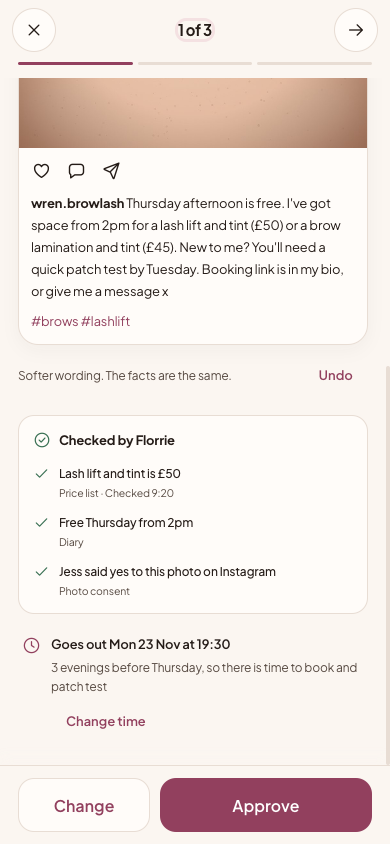 1 of 3
wren.browlash Thursday afternoon is free. I've got
space from 2pm for a lash lift and tint (£50) or a brow
lamination and tint (£45). New to me? You'll need a
quick patch test by Tuesday. Booking link is in my bio,
or give me a message x
#brows #lashlift
Softer wording. The facts are the same.
Undo
Checked by Florrie
Lash lift and tint is £50
Price list · Checked 9:20
Free Thursday from 2pm
Diary
Jess said yes to this photo on Instagram
Photo consent
Goes out Mon 23 Nov at 19:30
3 evenings before Thursday, so there is time to book and
patch test
Change time
Change
Approve